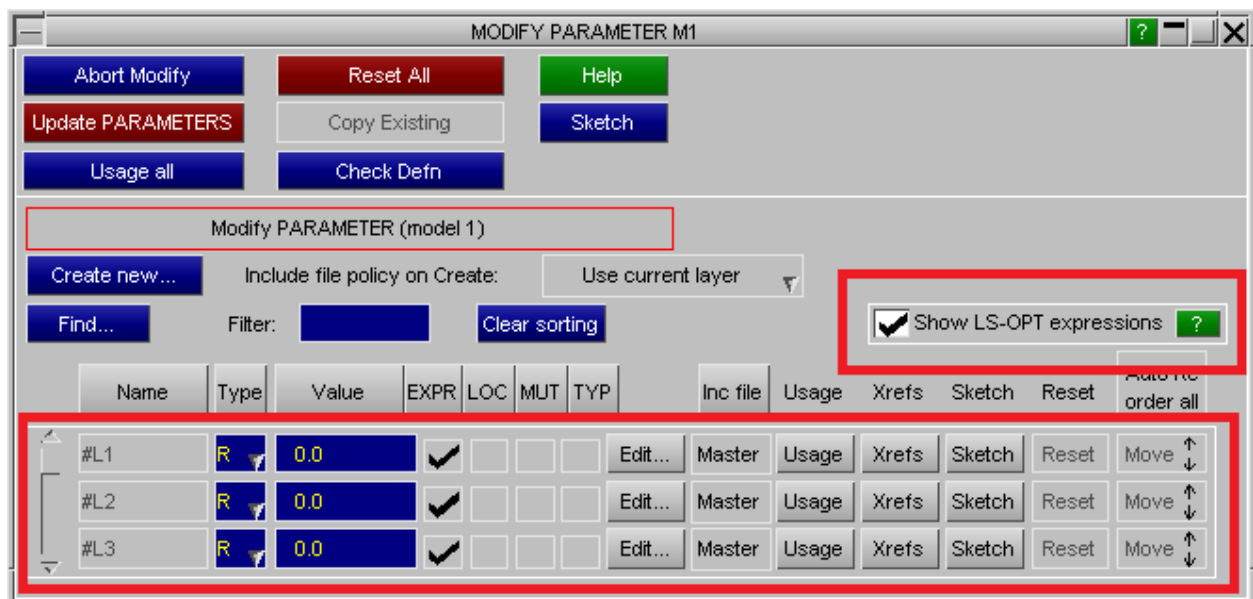 MODIFY PARAMETER M1 ?
Abort Modify Reset All Help
Update PARAMETERS Copy Existing Sketch
Usage all Check Defn
Modify PARAMETER (model 1)
Create new... Include file policy on Create: Use current layer
Find... Filter: Clear sorting Show LS-OPT expressions ?
Name Type Value EXPR LOC MUT TYP Inc file Usage Xrefs Sketch Reset order all
#L1 R 0.0 Edit... Master Usage Xrefs Sketch Reset Move
#L2 R 0.0 Edit... Master Usage Xrefs Sketch Reset Move
#L3 R 0.0 Edit... Master Usage Xrefs Sketch Reset Move